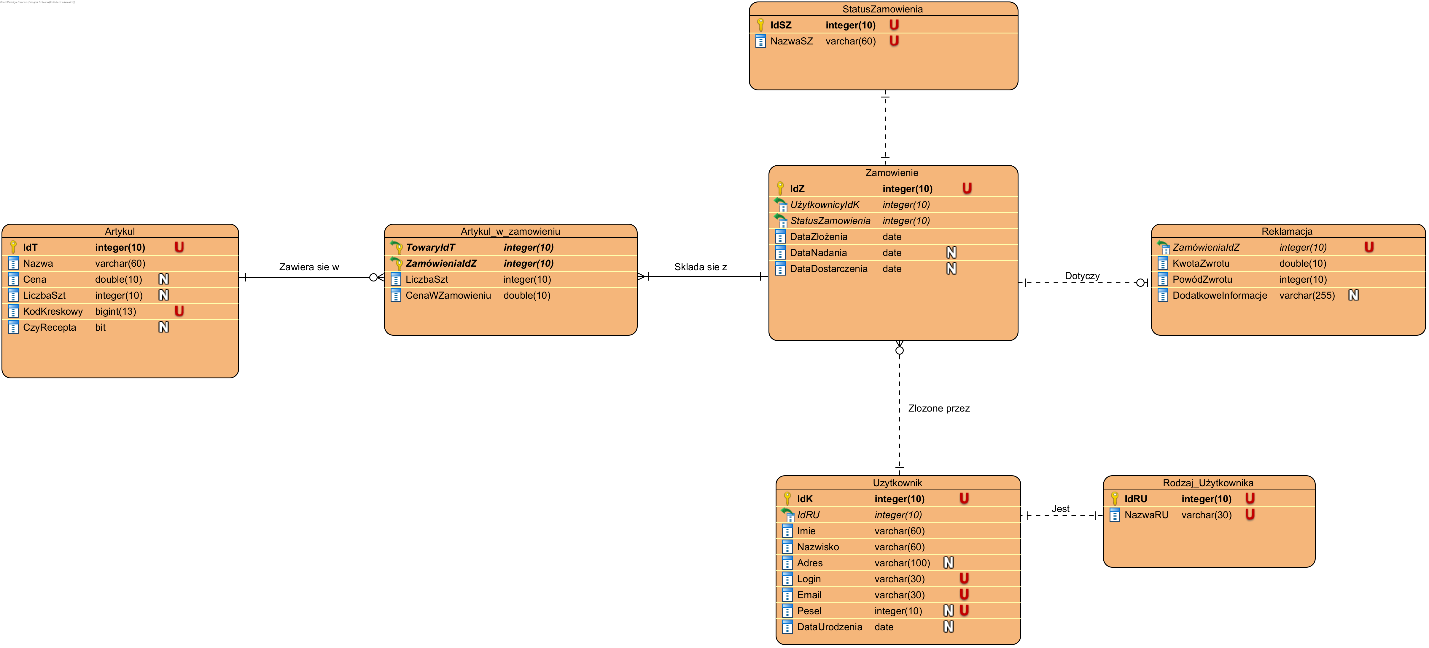 StatusZamowienia
IdSZ integer(10) U
NazwaSZ varchar(60) U
Zamowienie
IdZ integer(10) U
UżytkownicyIdK integer(10)
StatusZamowienia integer(10)
DataZłożenia date
DataNadania date N
DataDostarczenia date N
Artykul
IdT integer(10) U
Nazwa varchar(60)
Cena double(10) N
LiczbaSzt integer(10) N
KodKreskowy bigint(13) U
CzyRecepta bit N
Zawiera sie w
Artykul_w_zamowieniu
TowaryIdT integer(10)
ZamówieniaIdZ integer(10)
LiczbaSzt integer(10)
CenaWZamowieniu double(10)
Sklada sie z
Dotyczy
Reklamacja
ZamówieniaIdZ integer(10) U
KwotaZwrotu double(10)
PowódZwrotu integer(10)
DodatkoweInformacje varchar(255) N
Zlozone przez
Uzytkownik
IdK integer(10) U
IdRU integer(10)
Imie varchar(60)
Nazwisko varchar(60)
Adres varchar(100) N
Login varchar(30) U
Email varchar(30) U
Pesel integer(10) N U
DataUrodzenia date N
Jest
Rodzaj_Użytkownika
IdRU integer(10) U
NazwaRU varchar(30) U